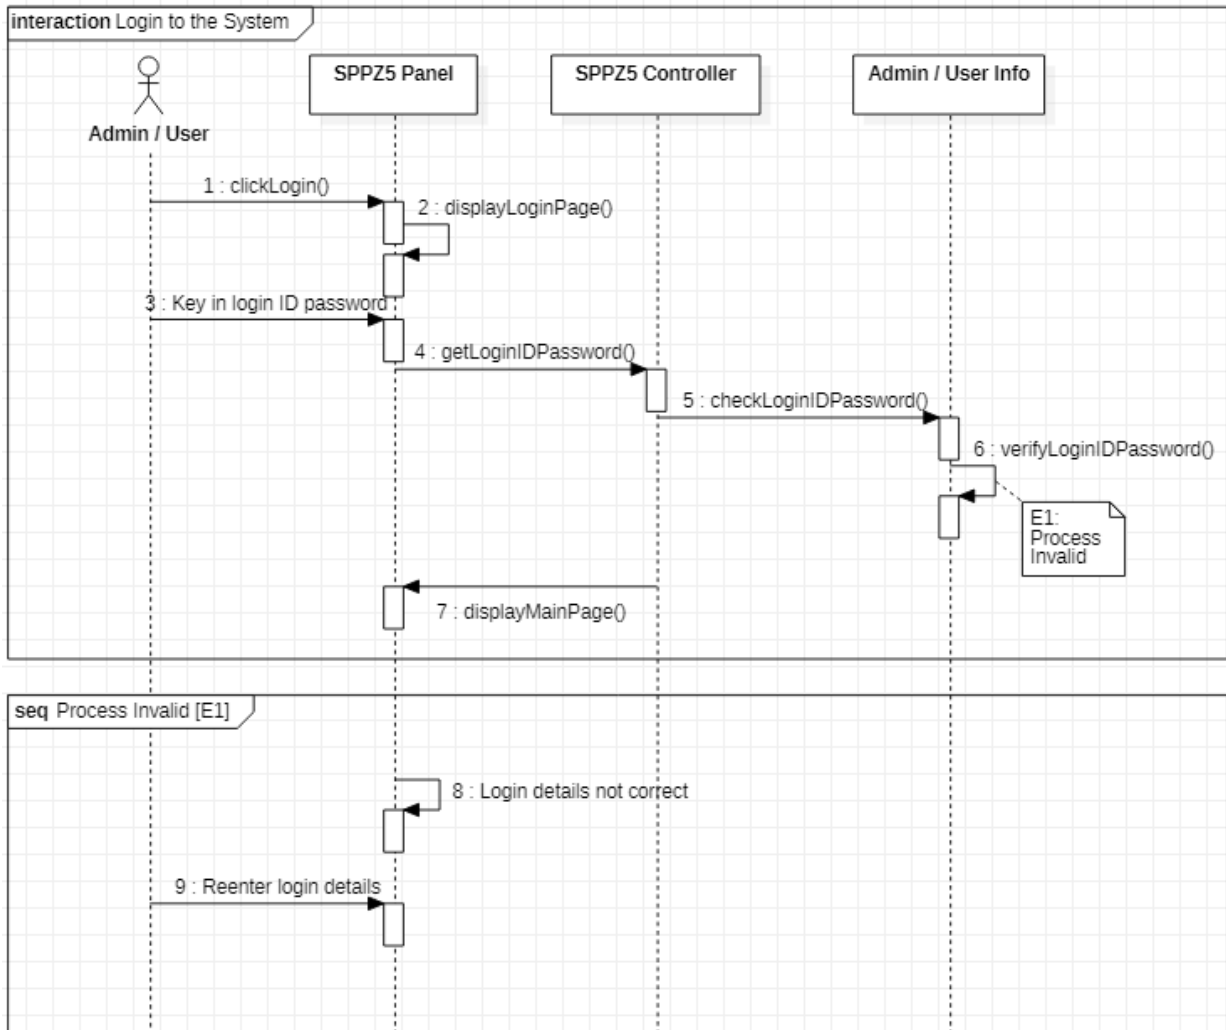 interaction Login to the System
SPPZ5 Panel
SPPZ5 Controller
Admin / User Info
Admin / User
1 : clickLogin()
2 : displayLoginPage()
3 : Key in login ID password
4 : getLoginIDPassword()
5 : checkLoginIDPassword()
6 : verifyLoginIDPassword()
E1:
Process
Invalid
7 : displayMainPage()
seq Process Invalid [E1]
8 : Login details not correct
9 : Reenter login details